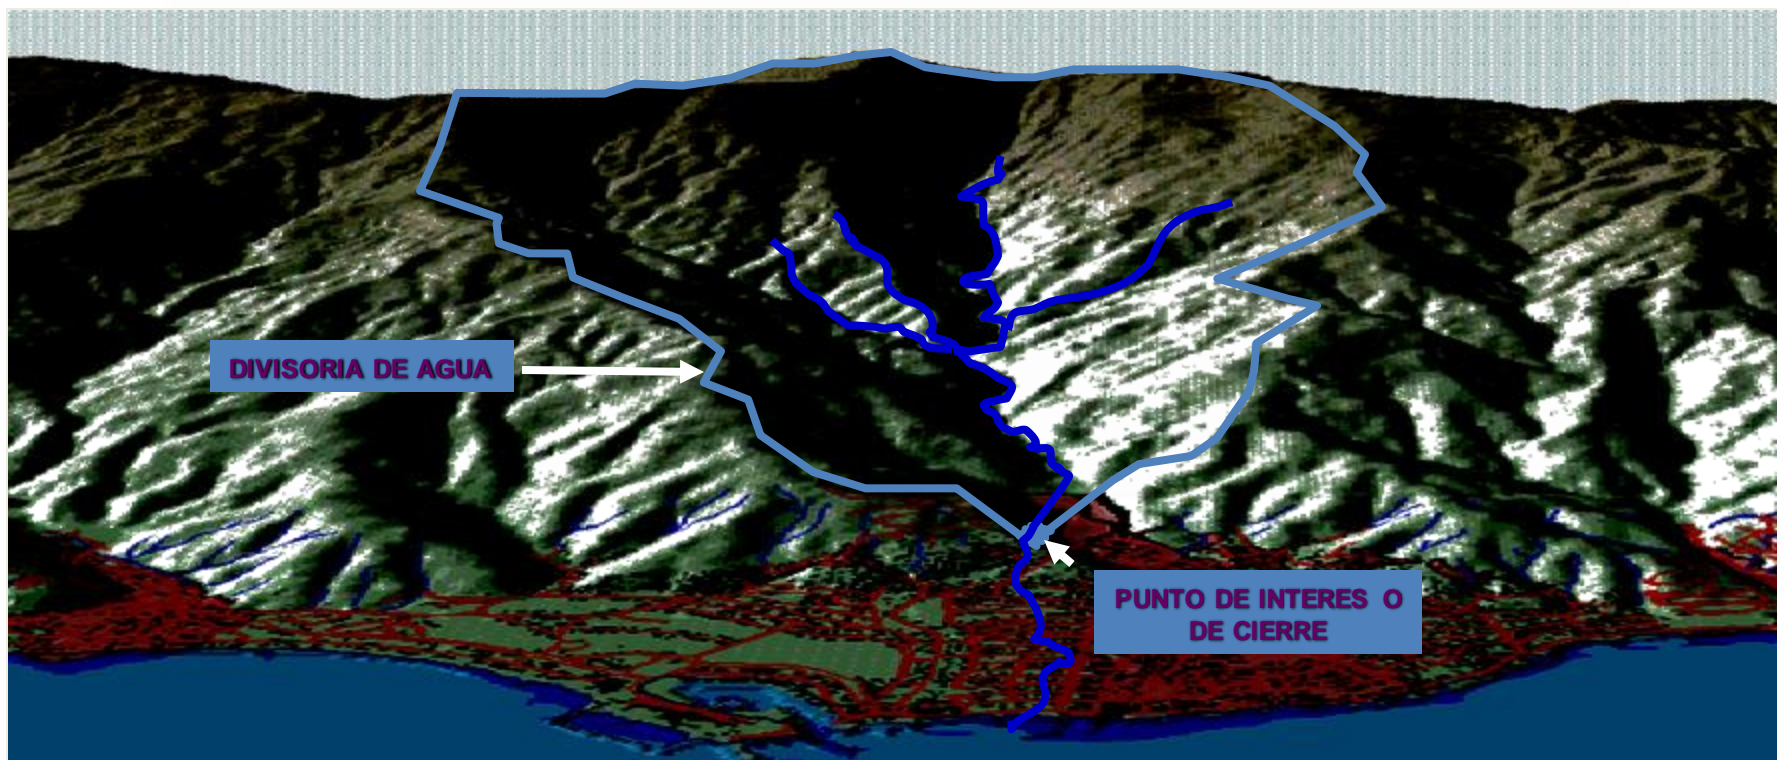 DIVISORIA DE AGUA
PUNTO DE INTERES O
DE CIERRE